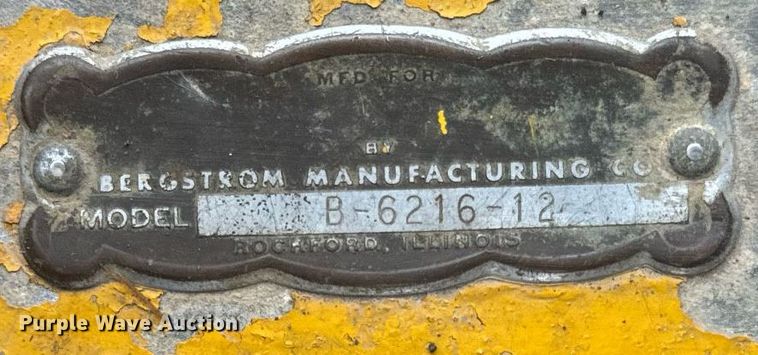 MFD FOR
BY
BERGSTROM MANUFACTURING CO
MODEL B-6216-12
ROCKFORD, ILLINOIS
Purple Wave Auction